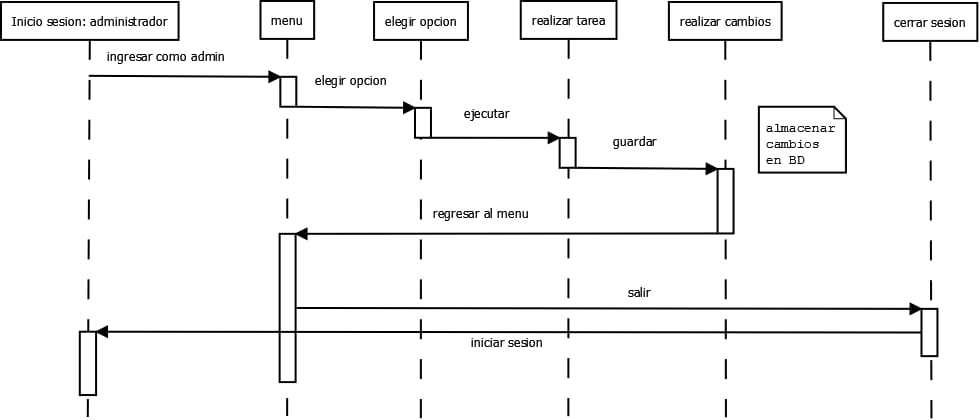 Inicio sesion: administrador
menu
elegir opcion
realizar tarea
realizar cambios
cerrar sesion
ingresar como admin
elegir opcion
ejecutar
guardar
almacenar
cambios
en BD
regresar al menu
salir
iniciar sesion